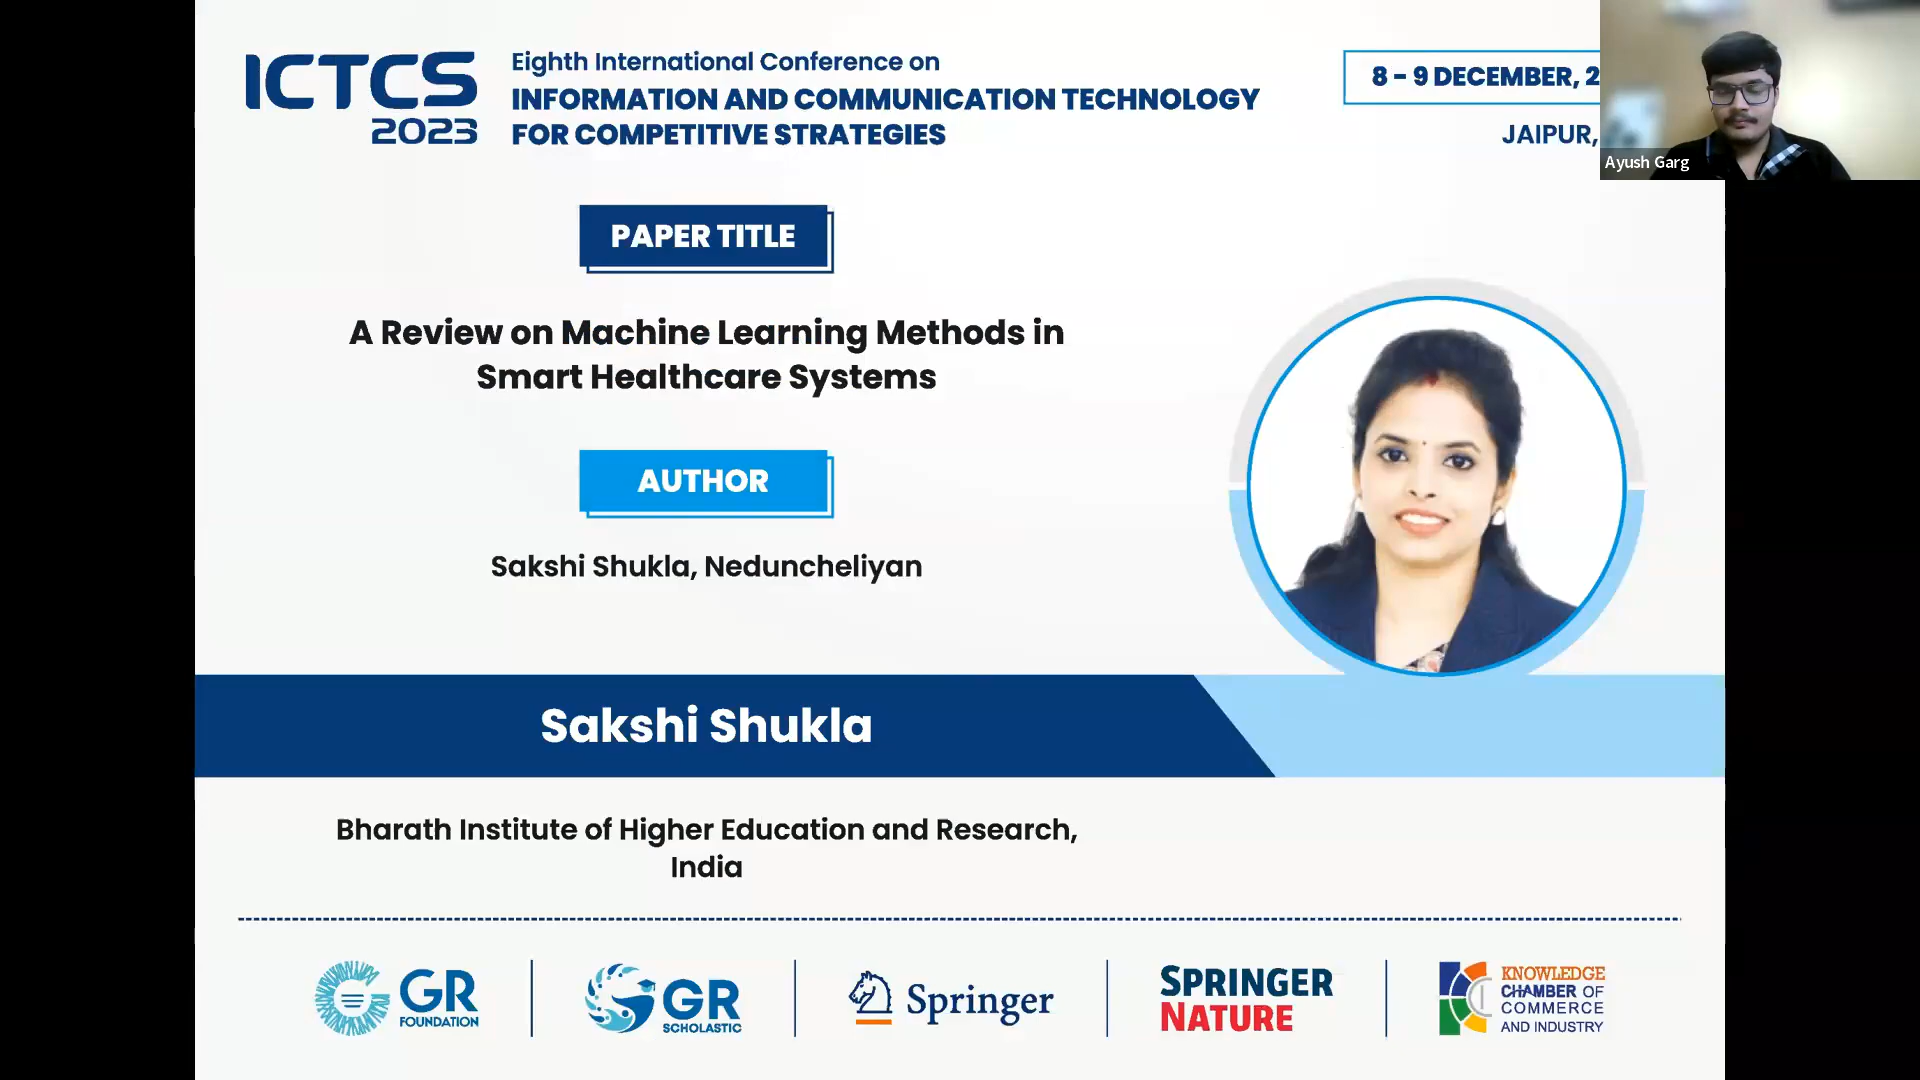 ICTCS
2023
Eighth International Conference on
INFORMATION AND COMMUNICATION TECHNOLOGY
FOR COMPETITIVE STRATEGIES
8 - 9 DECEMBER, 2
JAIPUR,
Ayush Garg
PAPER TITLE
A Review on Machine Learning Methods in
Smart Healthcare Systems
AUTHOR
Sakshi Shukla, Neduncheliyan
Sakshi Shukla
Bharath Institute of Higher Education and Research,
India
GR
FOUNDATION
GR
SCHOLASTIC
Springer
SPRINGER
NATURE
KNOWLEDGE
CHAMBER OF
COMMERCE
AND INDUSTRY